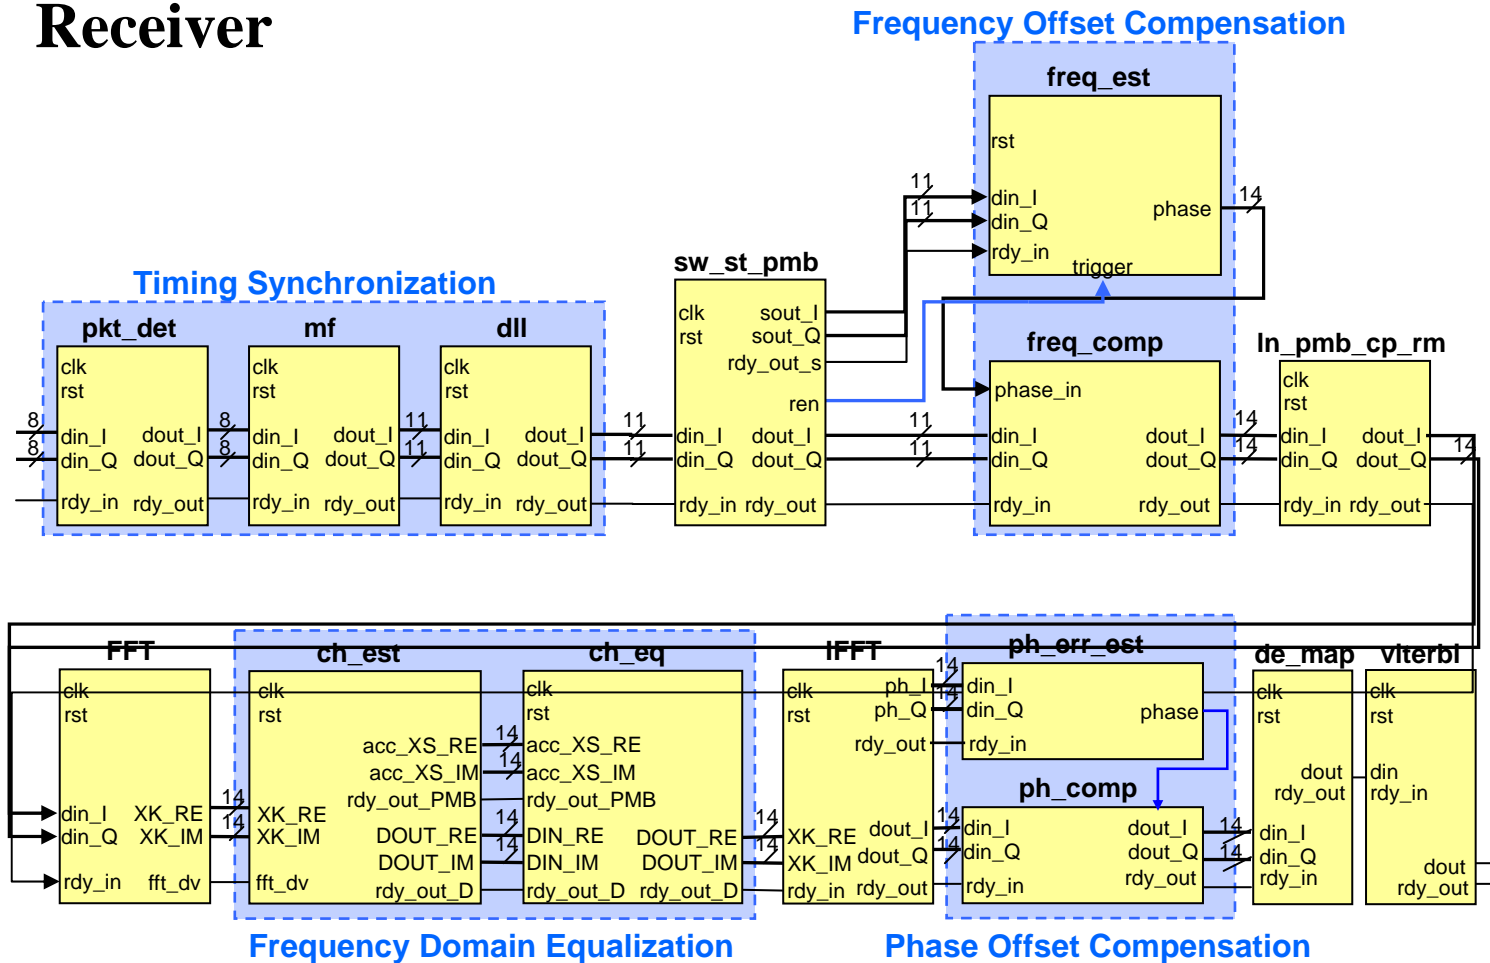 Receiver
Frequency Offset Compensation
freq_est
rst
din_I
din_Q
rdy_in
phase
trigger
11
11
14
Timing Synchronization
sw_st_pmb
clk
rst
sout_I
sout_Q
rdy_out_s
ren
din_I dout_I
din_Q dout_Q
rdy_in rdy_out
pkt_det
clk
rst
8
8
din_I dout_I
din_Q dout_Q
rdy_in rdy_out
8
8
mf
clk
rst
din_I dout_I
din_Q dout_Q
rdy_in rdy_out
11
11
dll
clk
rst
din_I dout_I
din_Q dout_Q
rdy_in rdy_out
11
11
11
11
freq_comp
phase_in
din_I dout_I
din_Q dout_Q
rdy_in rdy_out
14
14
ln_pmb_cp_rm
clk
rst
din_I dout_I
din_Q dout_Q
rdy_in rdy_out
14
FFT
clk
rst
din_I XK_RE
din_Q XK_IM
rdy_in fft_dv
14
14
ch_est
clk
rst
acc_XS_RE
acc_XS_IM
rdy_out_PMB
XK_RE
XK_IM
DOUT_RE
DOUT_IM
fft_dv
rdy_out_D
14
14
14
14
ch_eq
clk
rst
acc_XS_RE
acc_XS_IM
rdy_out_PMB
DIN_RE DOUT_RE
DIN_IM DOUT_IM
rdy_out_D rdy_out_D
14
14
IFFT
clk
rst
ph_I
ph_Q
rdy_out
XK_RE dout_I
XK_IM dout_Q
rdy_in rdy_out
14
14
14
14
ph_err_est
din_I
din_Q
phase
rdy_in
ph_comp
din_I dout_I
din_Q dout_Q
rdy_in rdy_out
14
14
de_map
clk
rst
dout
rdy_out
din_I
din_Q
rdy_in
viterbi
clk
rst
din
rdy_in
dout
rdy_out
Frequency Domain Equalization
Phase Offset Compensation